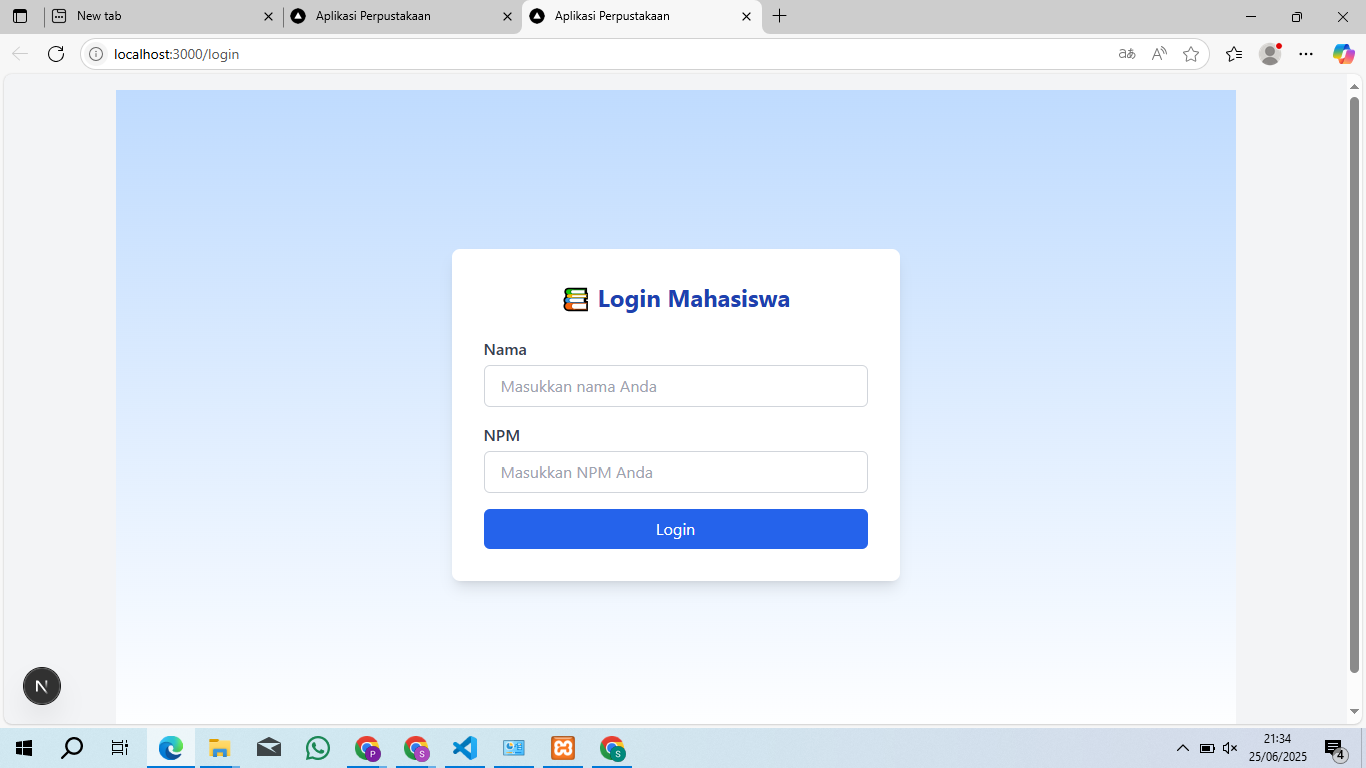 New tab
Aplikasi Perpustakaan
Aplikasi Perpustakaan
localhost:3000/login
Login Mahasiswa
Nama
Masukkan nama Anda
NPM
Masukkan NPM Anda
Login
N
P
S
S
21:34
25/06/2025
4